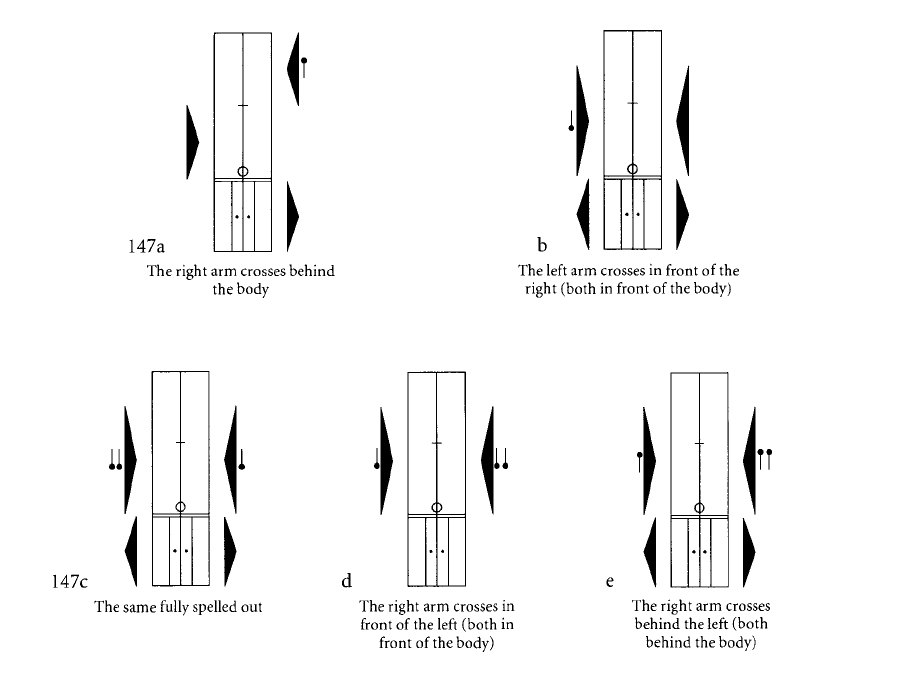 147a
The right arm crosses behind
the body
b
The left arm crosses in front of the
right (both in front of the body)
147c
The same fully spelled out
d
The right arm crosses in
front of the left (both in
front of the body)
e
The right arm crosses
behind the left (both
behind the body)